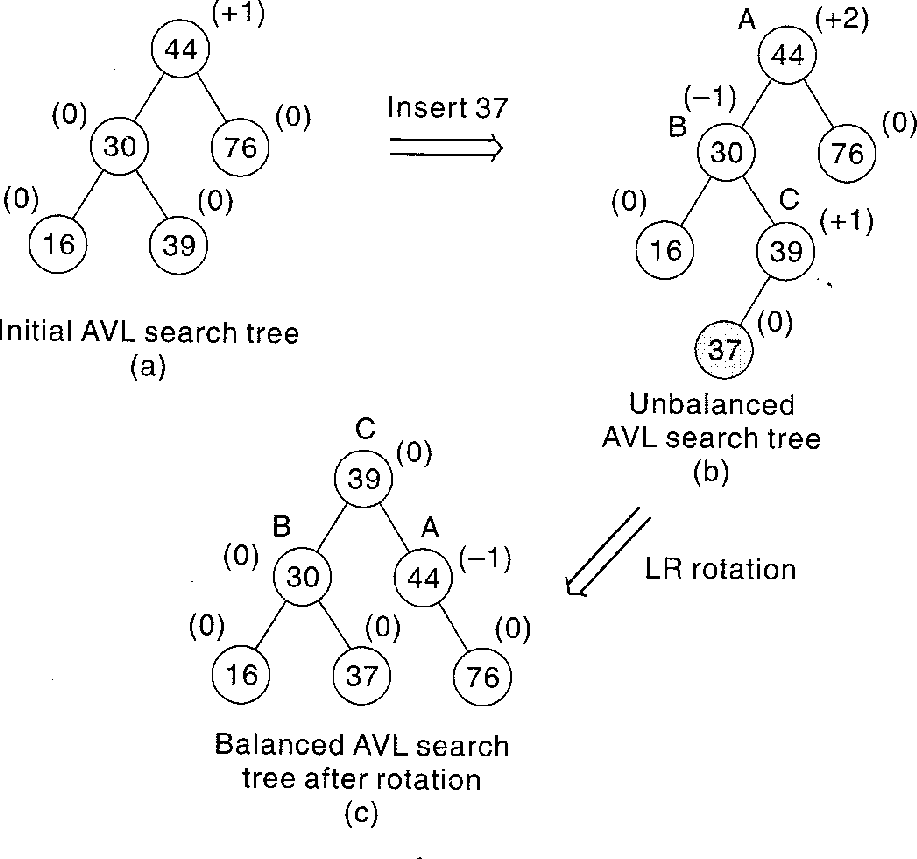 (+1)
44
(0)
30
(0)
76
(0)
16
(0)
39
Initial AVL search tree
(a)
Insert 37
A
(+2)
44
(−1)
B
30
(0)
76
(0)
16
C
(+1)
39
(0)
37
Unbalanced
AVL search tree
(b)
LR rotation
C
(0)
39
B
(0)
30
A
(−1)
44
(0)
16
(0)
37
(0)
76
Balanced AVL search
tree after rotation
(c)